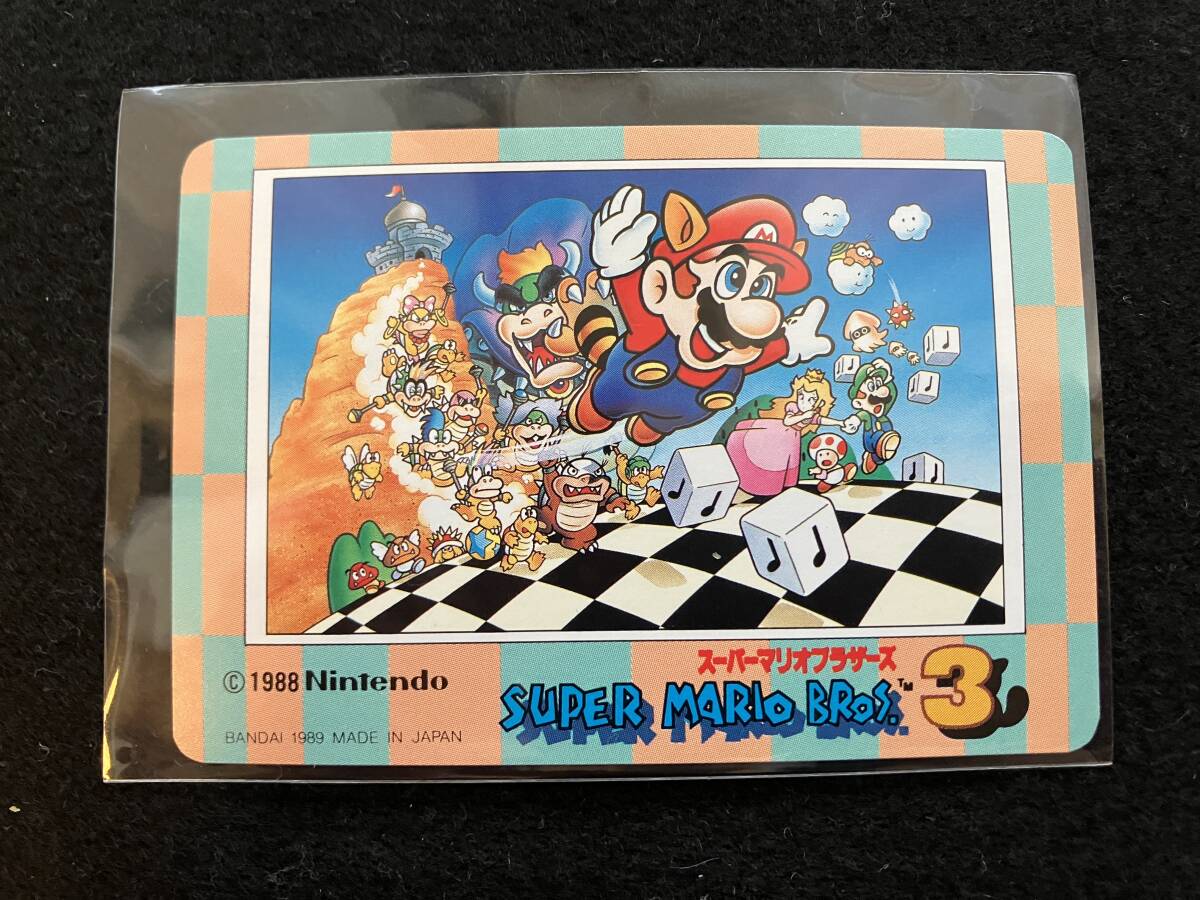 M
スーパーマリオブラザーズ
SUPER MARIO BROS.™ 3
© 1988 Nintendo
BANDAI 1989 MADE IN JAPAN